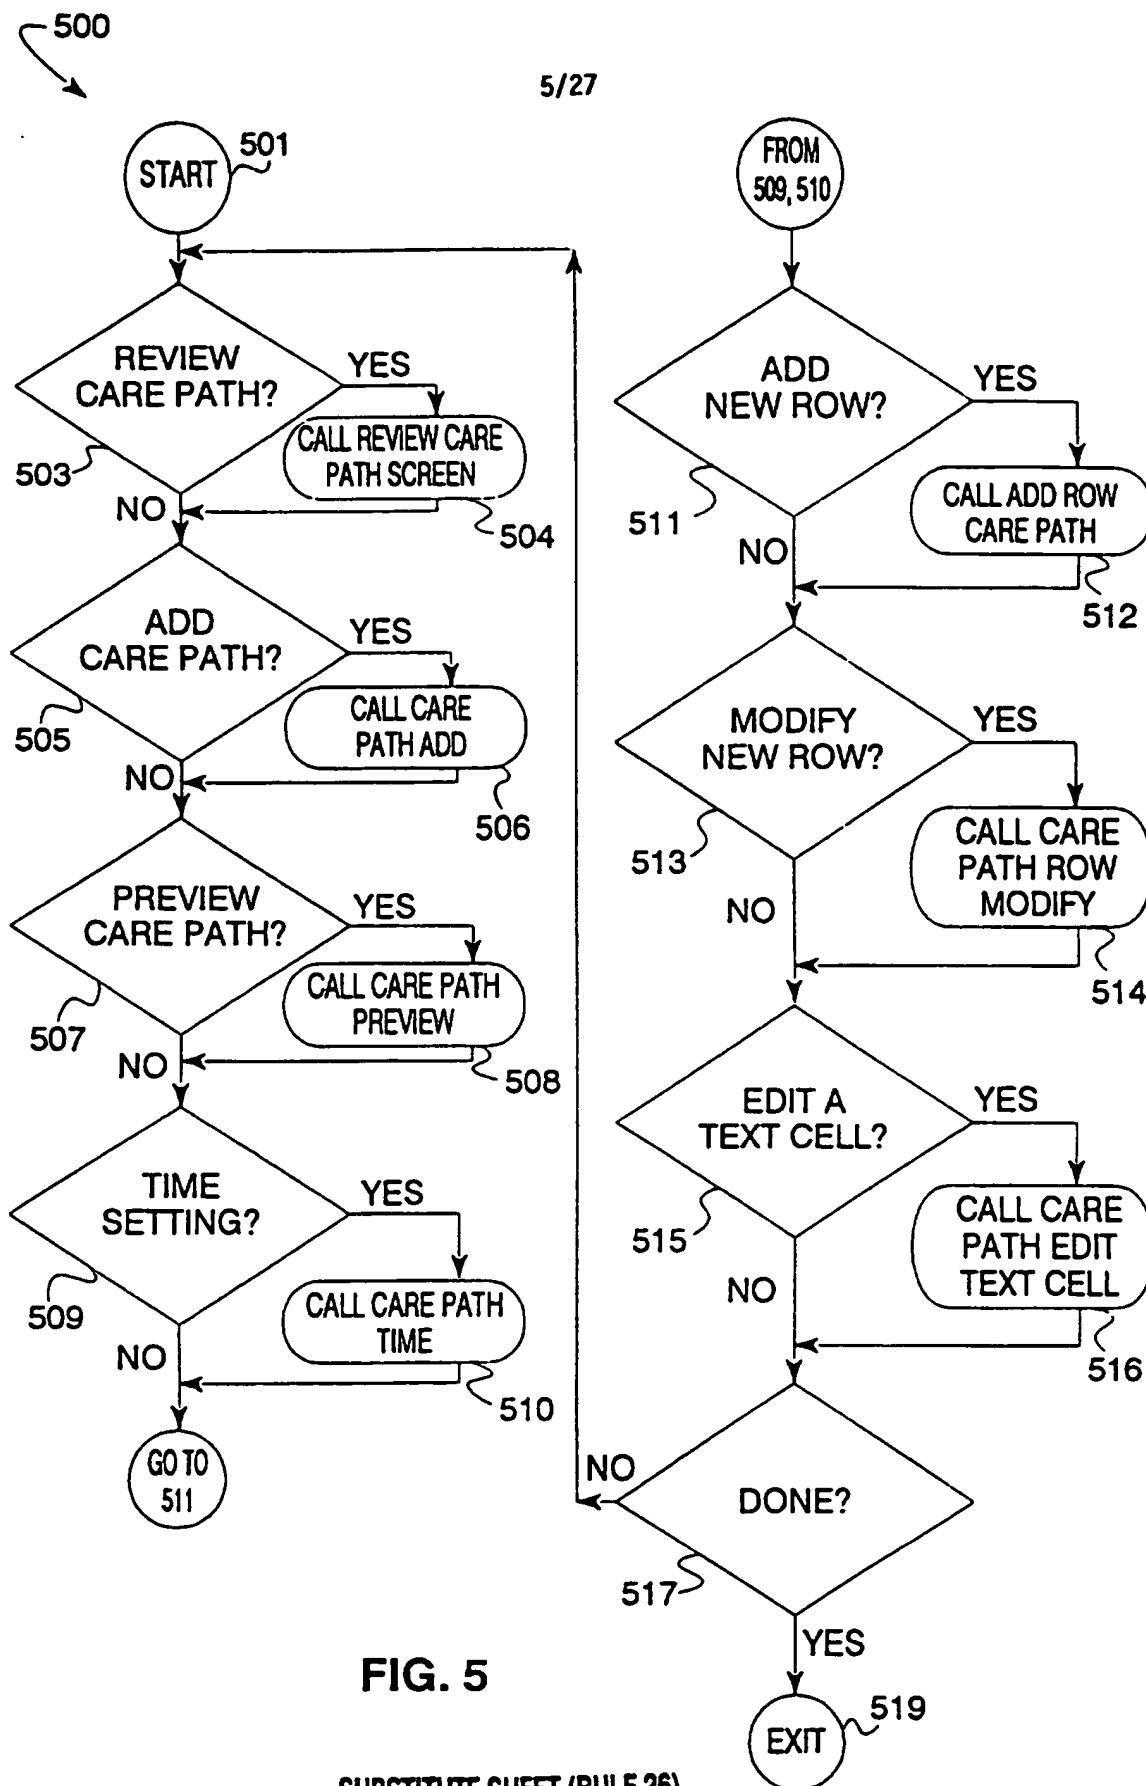 500
5/27
START
501
REVIEW
CARE PATH?
YES
503
CALL REVIEW CARE
PATH SCREEN
NO
504
ADD
CARE PATH?
YES
505
CALL CARE
PATH ADD
NO
506
PREVIEW
CARE PATH?
YES
507
CALL CARE PATH
PREVIEW
NO
508
TIME
SETTING?
YES
509
CALL CARE PATH
TIME
NO
510
GO TO
511
FROM
509, 510
ADD
NEW ROW?
YES
511
CALL ADD ROW
CARE PATH
NO
512
MODIFY
NEW ROW?
YES
513
CALL CARE
PATH ROW
MODIFY
NO
514
EDIT A
TEXT CELL?
YES
515
CALL CARE
PATH EDIT
TEXT CELL
NO
516
NO
DONE?
517
YES
EXIT
519
FIG. 5
SUBSTITUTE SHEET (RULE 26)